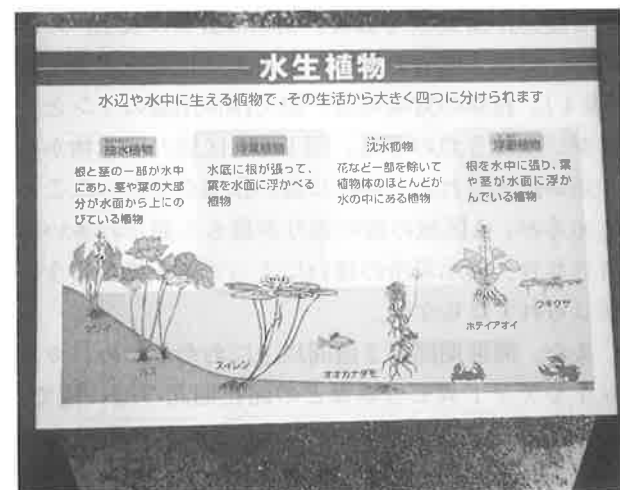 水生植物
水辺や水中に生える植物で、その生活から大きく四つに分けられます
抽水植物
根と茎の一部が水中
にあり、茎や葉の大部
分が水面から上にの
びている植物
浮葉植物
水底に根が張って、
葉を水面に浮かべる
植物
沈水植物
花など一部を除いて
植物体のほとんどが
水の中にある植物
浮遊植物
根を水中に張り、葉
や茎が水面に浮か
んでいる植物
ハス
スイレン
オオカナダモ
ホテイアオイ
ウキクサ